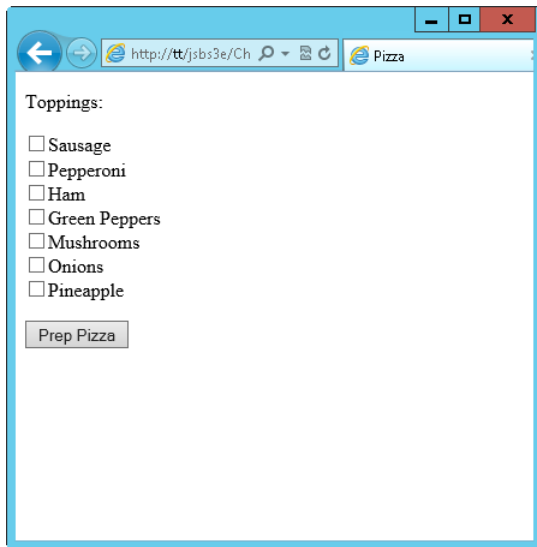 http://tt/jsbs3e/Ch
Pizza
Toppings:
Sausage
Pepperoni
Ham
Green Peppers
Mushrooms
Onions
Pineapple
Prep Pizza